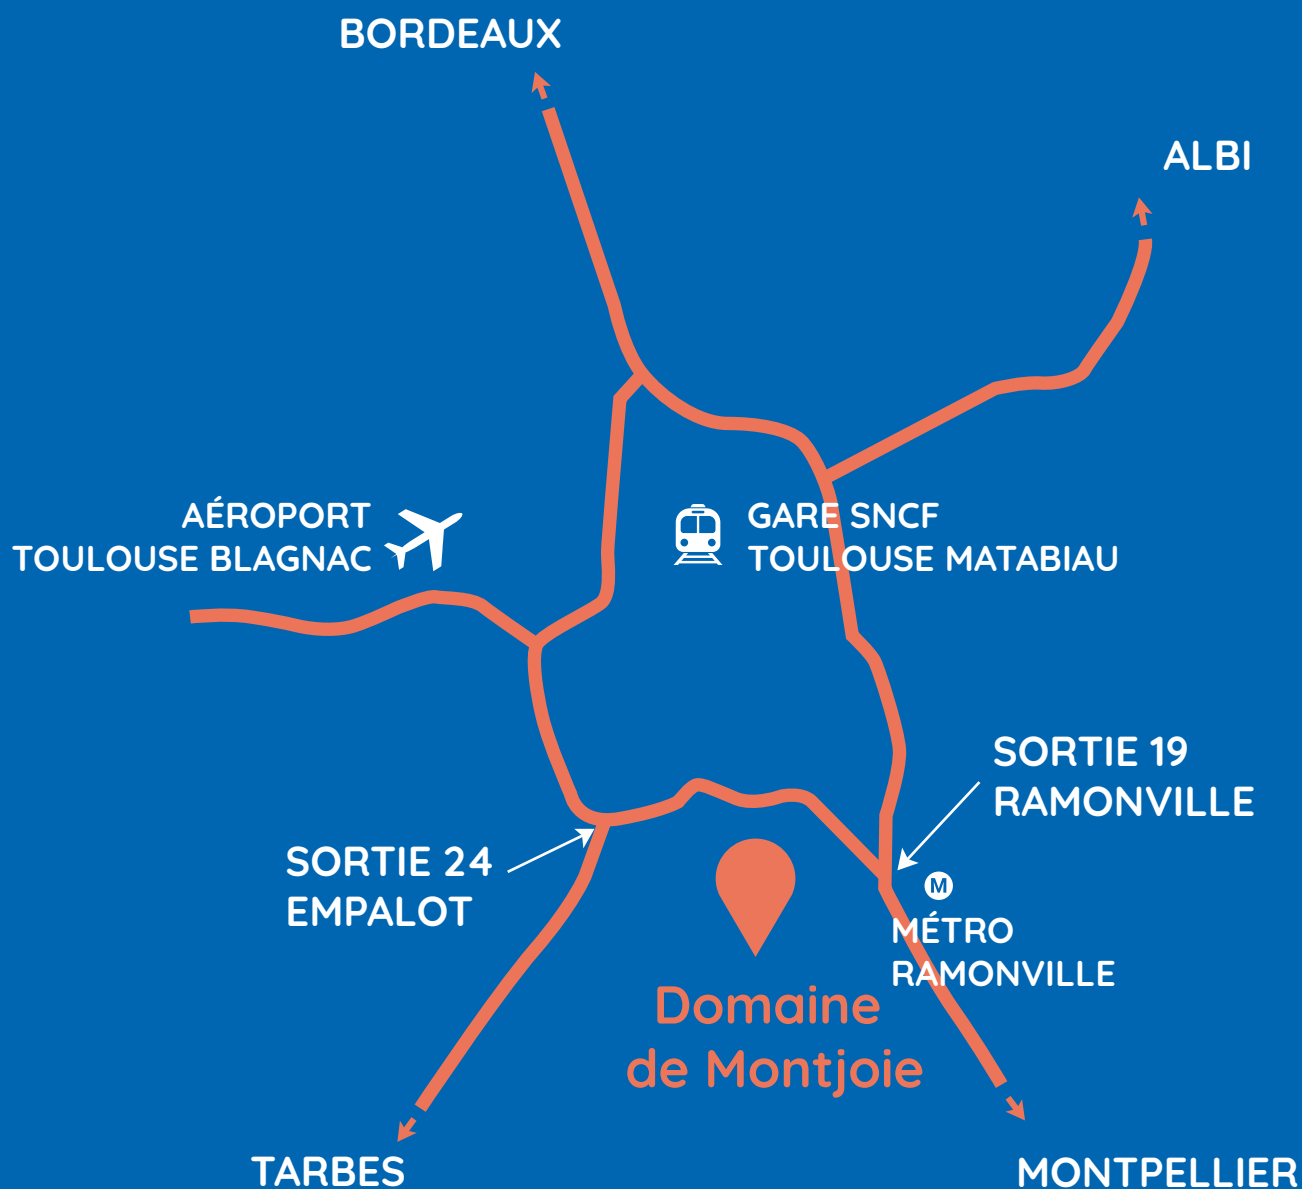 BORDEAUX
ALBI
AÉROPORT
TOULOUSE BLAGNAC
GARE SNCF
TOULOUSE MATABIAU
SORTIE 19
RAMONVILLE
SORTIE 24
EMPALOT
M
MÉTRO
RAMONVILLE
Domaine
de Montjoie
TARBES
MONTPELLIER